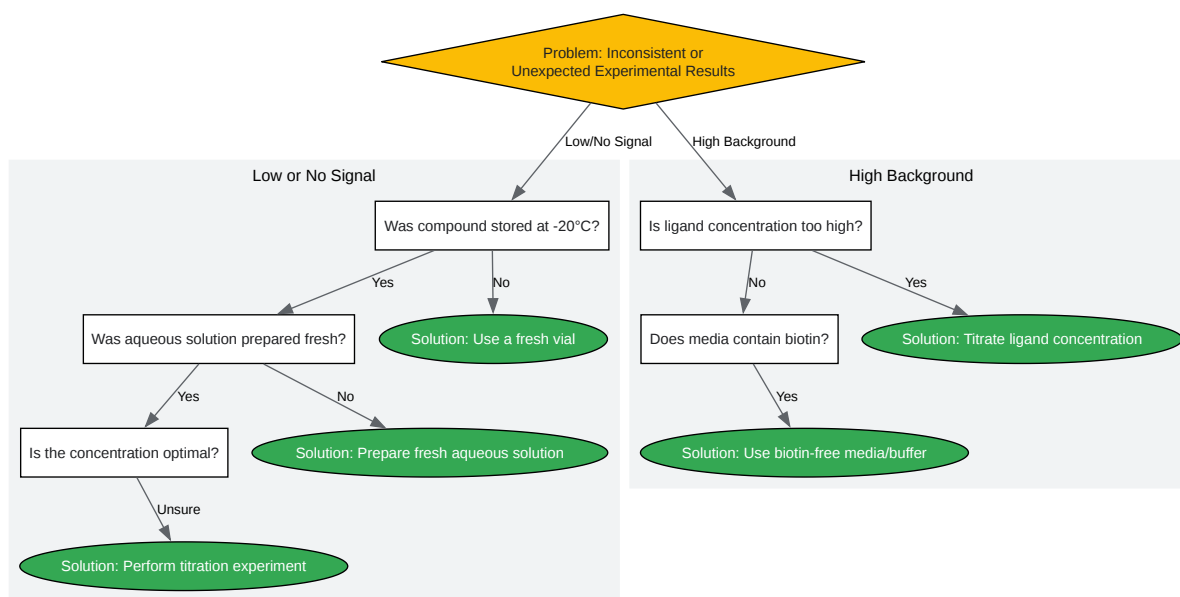 Problem: Inconsistent or
Unexpected Experimental Results
Low/No Signal
High Background
Low or No Signal
High Background
Was compound stored at -20°C?
Is ligand concentration too high?
Yes
No
No
Yes
Was aqueous solution prepared fresh?
Solution: Use a fresh vial
Does media contain biotin?
Solution: Titrate ligand concentration
Yes
No
Yes
Is the concentration optimal?
Solution: Prepare fresh aqueous solution
Solution: Use biotin-free media/buffer
Unsure
Solution: Perform titration experiment